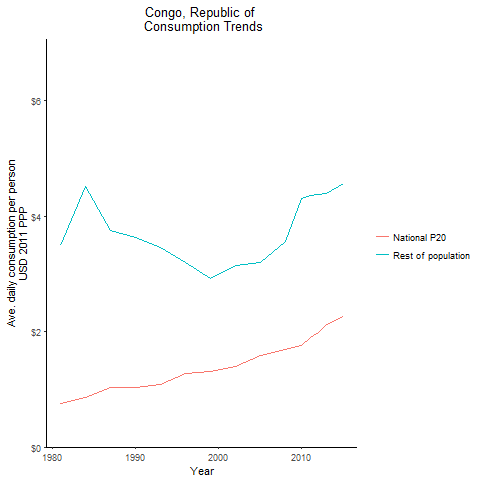 Congo, Republic of
Consumption Trends
Ave. daily consumption per person
USD 2011 PPP
$6
$4
$2
$0
1980
1990
2000
2010
Year
National P20
Rest of population